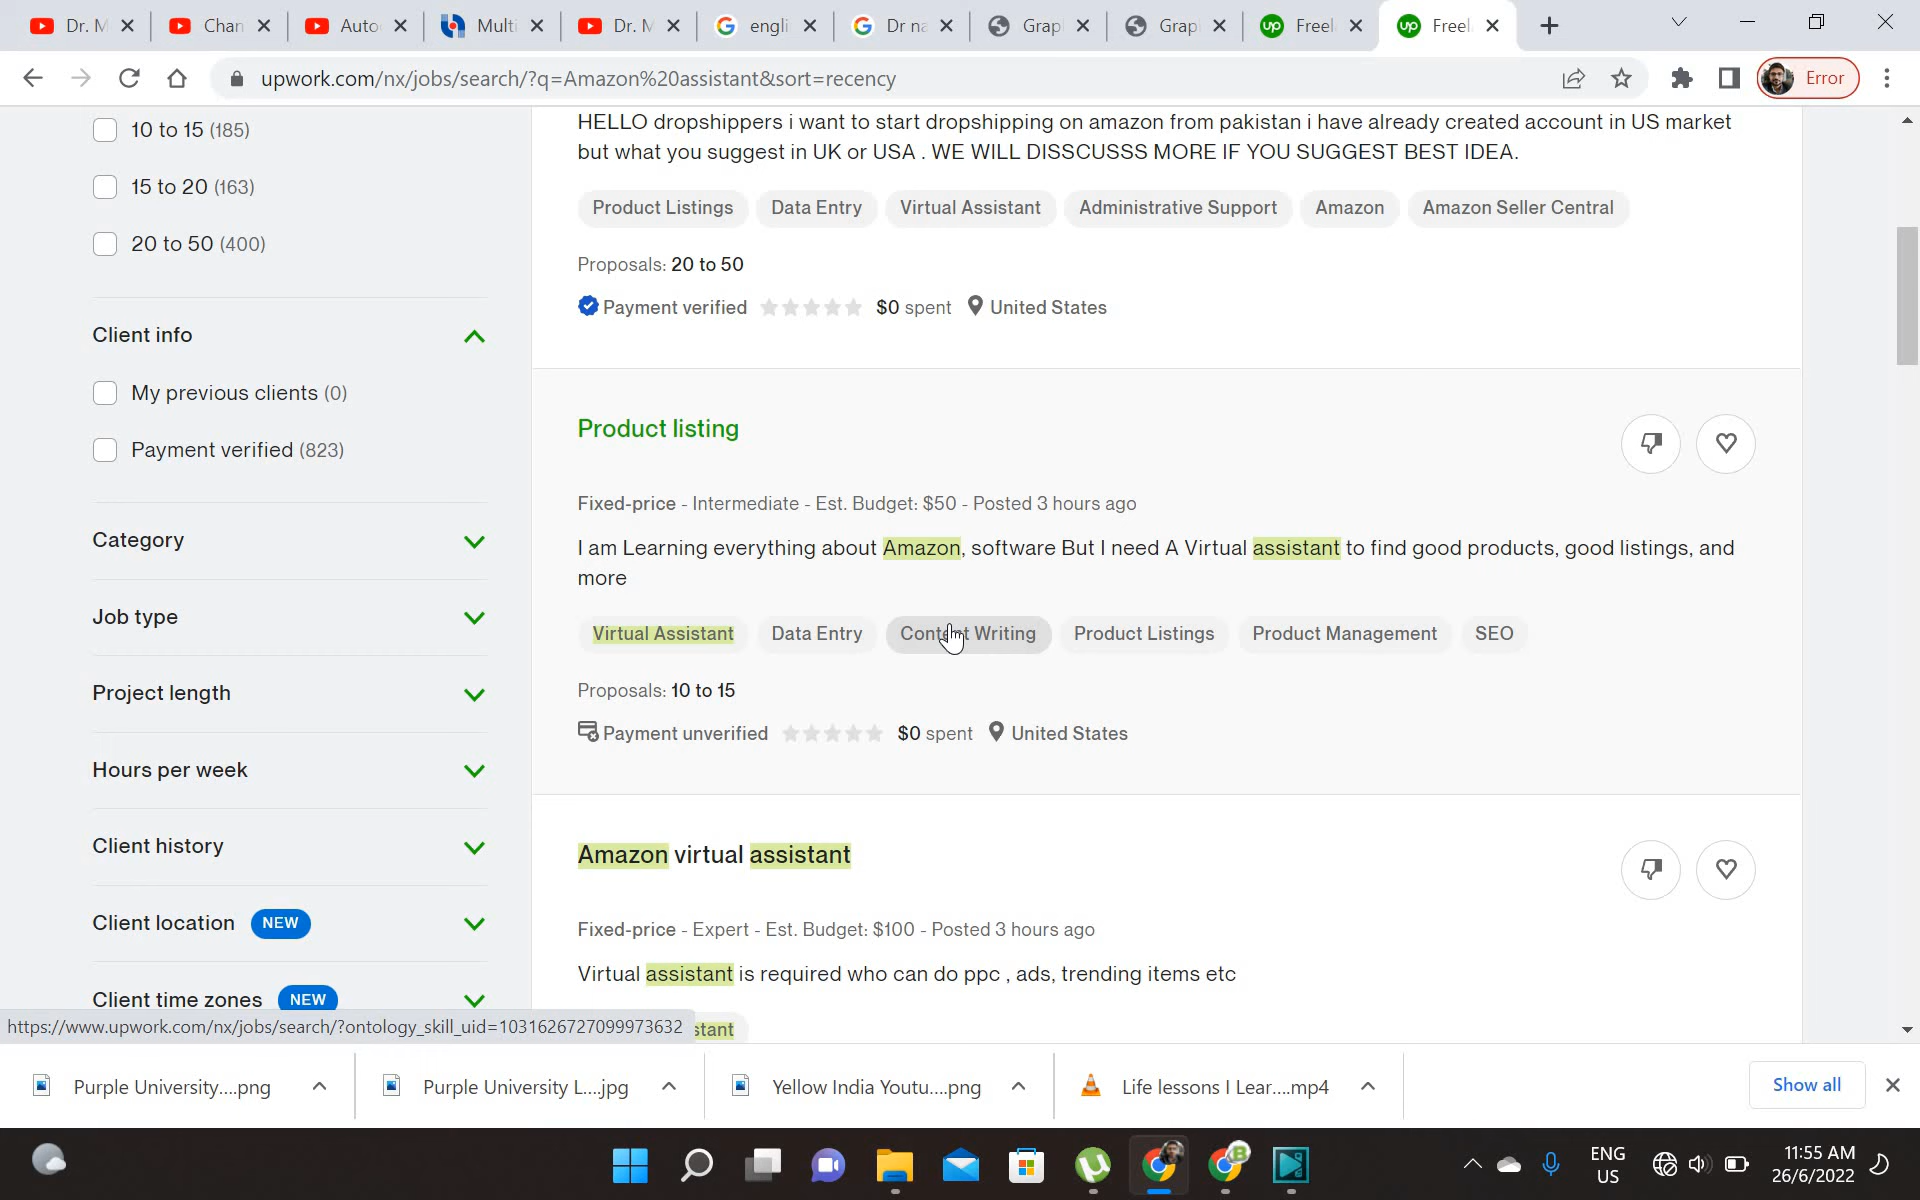 Dr. M
Chan
Auto
Multi
Dr. M
engli
Dr na
Grap
Grap
Freel
Freel
upwork.com/nx/jobs/search/?q=Amazon%20assistant&sort=recency
Error
10 to 15 (185)
15 to 20 (163)
20 to 50 (400)
Client info
My previous clients (0)
Payment verified (823)
Category
Job type
Project length
Hours per week
Client history
Client location NEW
Client time zones NEW
HELLO dropshippers i want to start dropshipping on amazon from pakistan i have already created account in US market
but what you suggest in UK or USA . WE WILL DISSCUSSS MORE IF YOU SUGGEST BEST IDEA.
Product Listings Data Entry Virtual Assistant Administrative Support Amazon Amazon Seller Central
Proposals: 20 to 50
Payment verified $0 spent United States
Product listing
Fixed-price - Intermediate - Est. Budget: $50 - Posted 3 hours ago
I am Learning everything about Amazon, software But I need A Virtual assistant to find good products, good listings, and
more
Virtual Assistant Data Entry Content Writing Product Listings Product Management SEO
Proposals: 10 to 15
Payment unverified $0 spent United States
Amazon virtual assistant
Fixed-price - Expert - Est. Budget: $100 - Posted 3 hours ago
Virtual assistant is required who can do ppc , ads, trending items etc
stant
https://www.upwork.com/nx/jobs/search/?ontology_skill_uid=1031626727099973632
Purple University....png
Purple University L....jpg
Yellow India Youtu....png
Life lessons I Lear....mp4
Show all
ENG
US
11:55 AM
26/6/2022